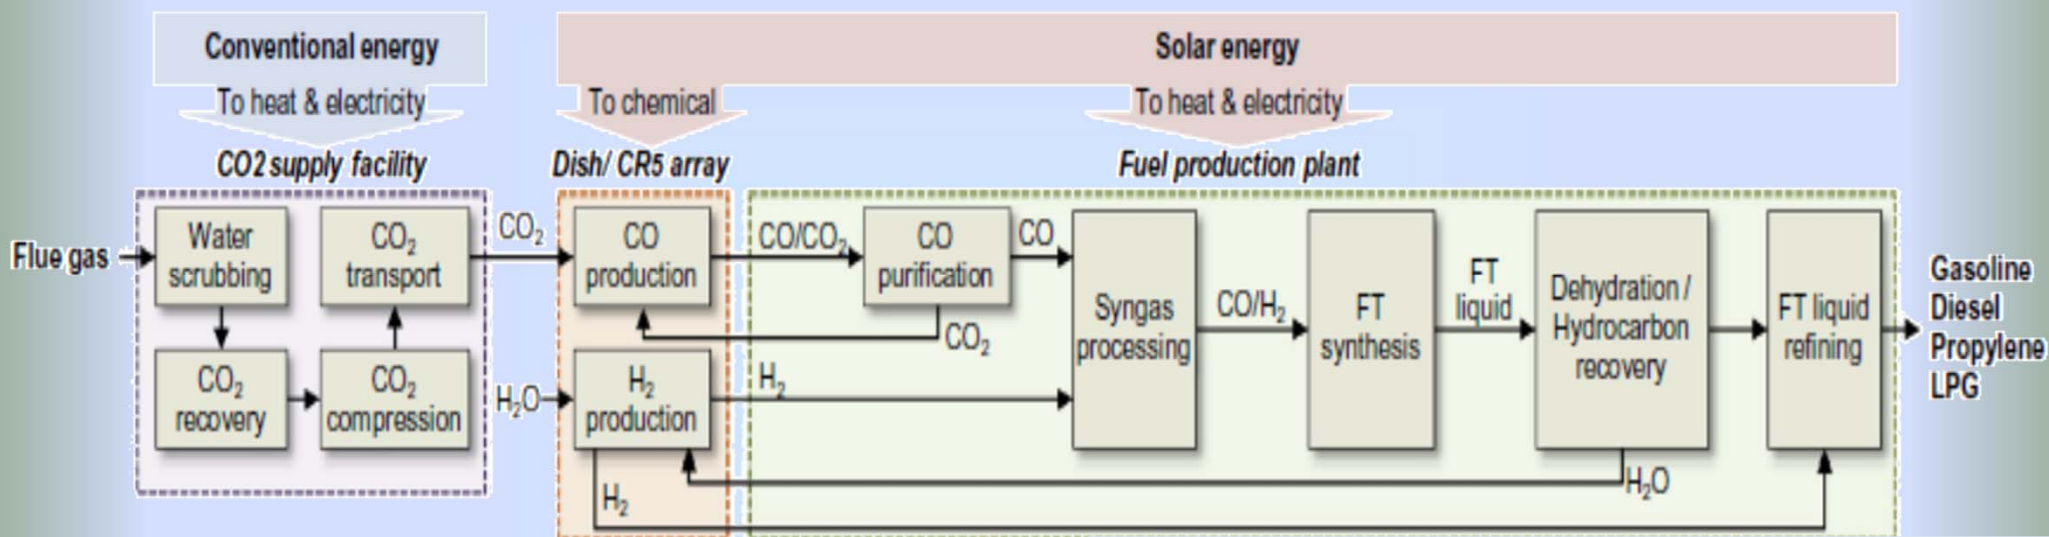 Conventional energy
Solar energy
To heat & electricity
To chemical
To heat & electricity
CO2 supply facility
Dish/ CR5 array
Fuel production plant
Flue gas
Water
scrubbing
CO₂
transport
CO₂
recovery
CO₂
compression
CO₂
H₂O
CO
production
H₂
production
H₂
CO/CO₂
CO
purification
CO
CO₂
H₂
Syngas
processing
CO/H₂
FT
synthesis
FT
liquid
Dehydration /
Hydrocarbon
recovery
H₂O
FT liquid
refining
Gasoline
Diesel
Propylene
LPG